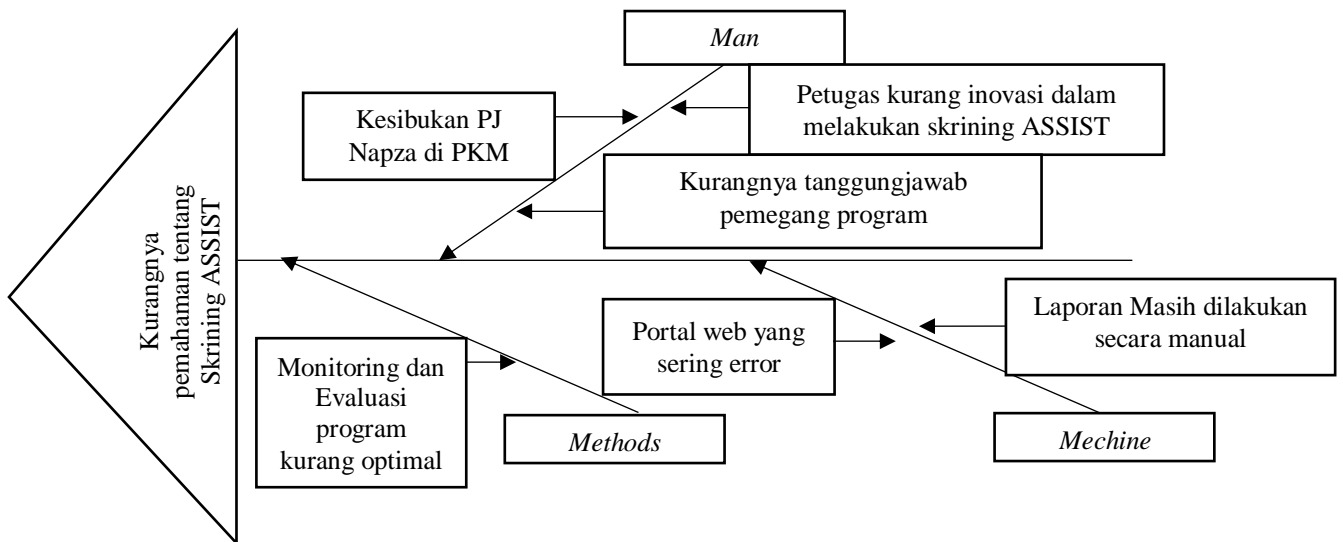 Man
Kesibukan PJ
Napza di PKM
Petugas kurang inovasi dalam
melakukan skrining ASSIST
Kurangnya tanggungjawab
pemegang program
Kurangnya
pemahaman tentang
Skrining ASSIST
Monitoring dan
Evaluasi
program
kurang optimal
Methods
Portal web yang
sering error
Laporan Masih dilakukan
secara manual
Mechine